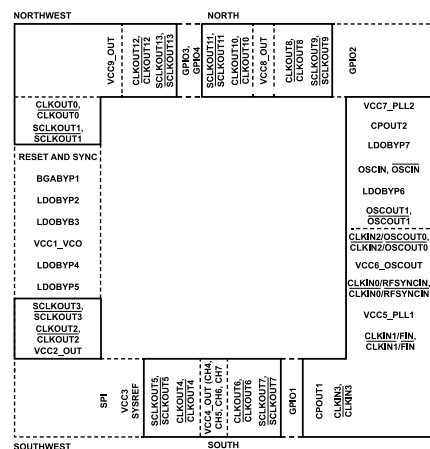 NORTHWEST
NORTH
VCC9_OUT
CLKOUT12,
CLKOUT12
SCLKOUT13,
SCLKOUT13
GPIO3,
GPIO4
SCLKOUT11,
SCLKOUT11
CLKOUT10,
CLKOUT10
VCC8_OUT
CLKOUT8,
CLKOUT8
SCLKOUT9,
SCLKOUT9
GPIO2
CLKOUT0,
CLKOUT0
SCLKOUT1,
SCLKOUT1
RESET AND SYNC
BGABYP1
LDOBYP2
LDOBYB3
VCC1_VCO
LDOBYP4
LDOBYP5
SCLKOUT3,
SCLKOUT3
CLKOUT2,
CLKOUT2
VCC2_OUT
VCC7_PLL2
CPOUT2
LDOBYP7
OSCIN, OSCIN
LDOBYP6
OSCOUT1,
OSCOUT1
CLKIN2/OSCOUT0,
CLKIN2/OSCOUT0
VCC6_OSCOUT
CLKIN0/RFSYNCIN,
CLKIN0/RFSYNCIN
VCC5_PLL1
CLKIN1/FIN,
CLKIN1/FIN
SPI
VCC3
SYSREF
SCLKOUT5,
SCLKOUT5
CLKOUT4,
CLKOUT4
VCC4_OUT (CH4,
CH5, CH6, CH7
CLKOUT6,
CLKOUT6
SCLKOUT7,
SCLKOUT7
GPIO1
CPOUT1
CLKIN3,
CLKIN3
SOUTHWEST
SOUTH